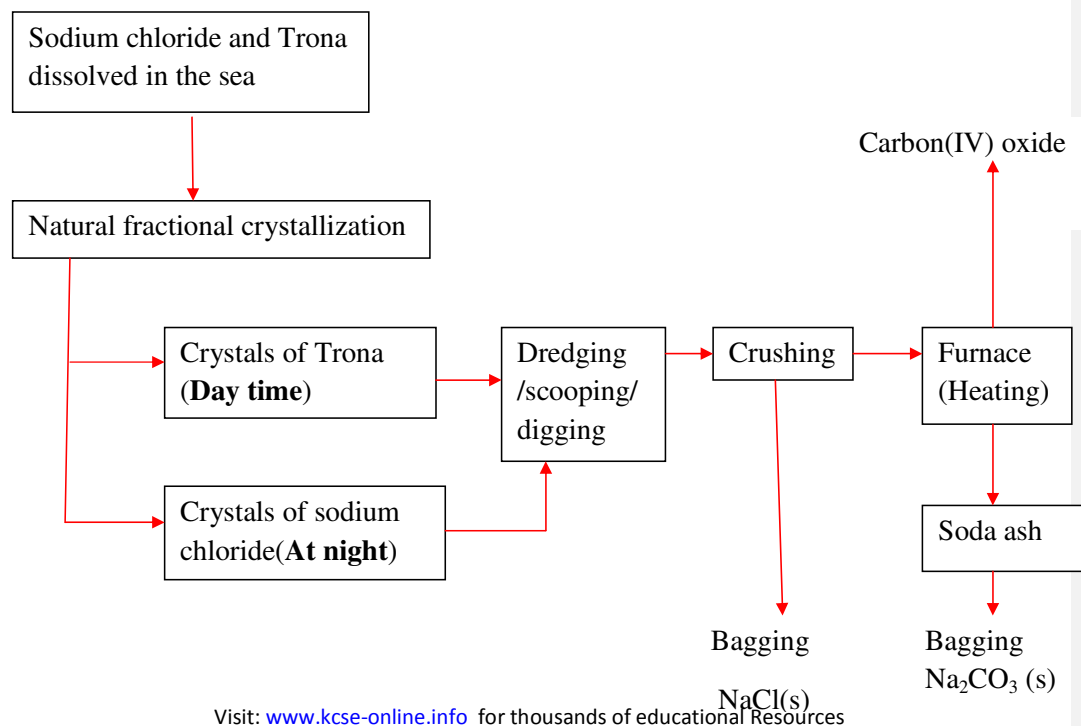 Sodium chloride and Trona
dissolved in the sea
Carbon(IV) oxide
Natural fractional crystallization
Crystals of Trona
(Day time)
Dredging
/scooping/
digging
Crushing
Furnace
(Heating)
Crystals of sodium
chloride(At night)
Soda ash
Bagging
NaCl(s)
Bagging
Na₂CO₃ (s)
Visit: www.kcse-online.info for thousands of educational Resources